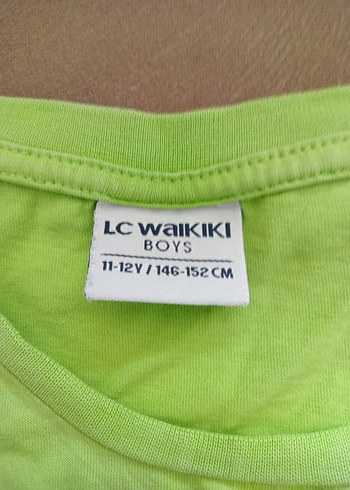 LC WAIKIKI
BOYS
11-12Y / 146-152 CM